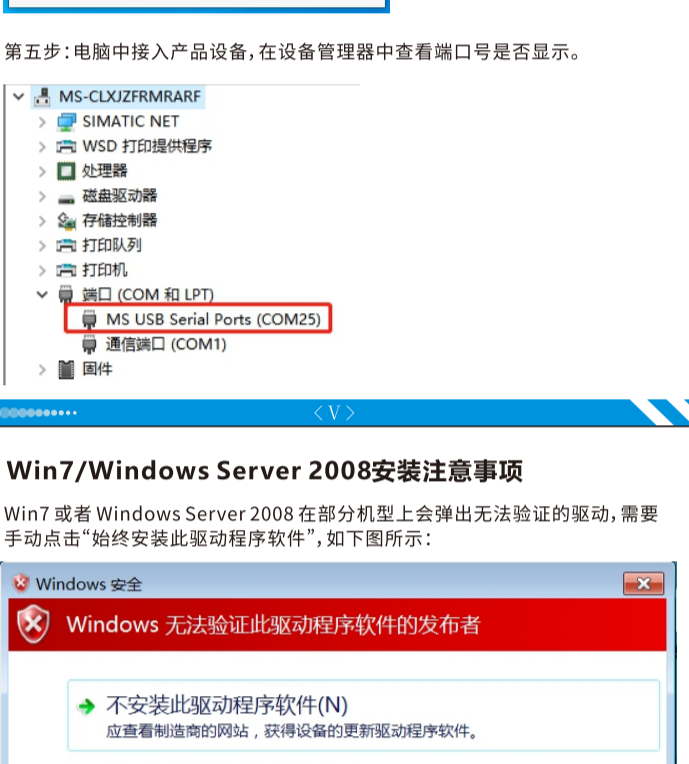 第五步：电脑中接入产品设备，在设备管理器中查看端口号是否显示。
MS-CLXJZFRMRARF
SIMATIC NET
WSD 打印提供程序
处理器
磁盘驱动器
存储控制器
打印队列
打印机
端口 (COM 和 LPT)
MS USB Serial Ports (COM25)
通信端口 (COM1)
固件
<V>
Win7/Windows Server 2008安装注意事项
Win7 或者 Windows Server 2008 在部分机型上会弹出无法验证的驱动，需要
手动点击“始终安装此驱动程序软件”，如下图所示：
Windows 安全
Windows 无法验证此驱动程序软件的发布者
不安装此驱动程序软件(N)
应查看制造商的网站，获得设备的更新驱动程序软件。